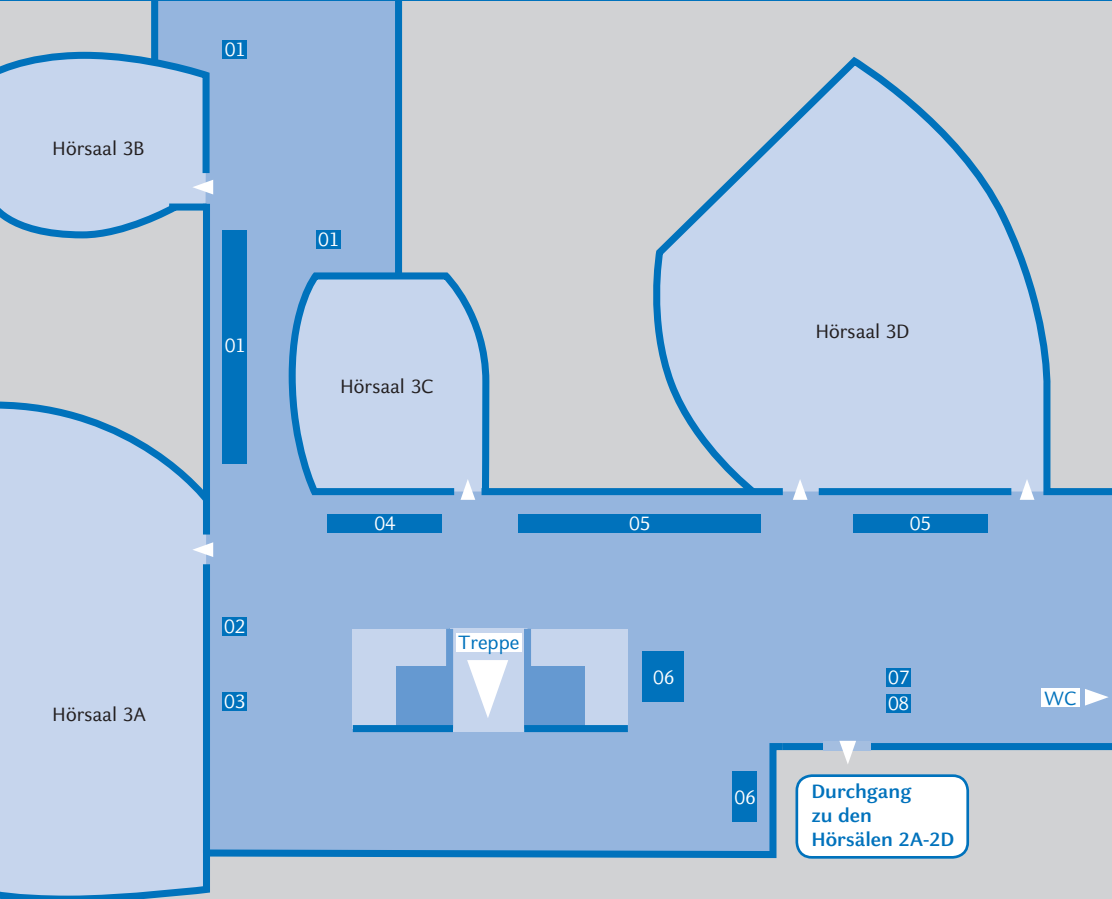 01
Hörsaal 3B
01
01
Hörsaal 3D
Hörsaal 3C
04
05
05
02
Treppe
06
07
03
08
WC
Hörsaal 3A
06
Durchgang
zu den
Hörsälen 2A-2D